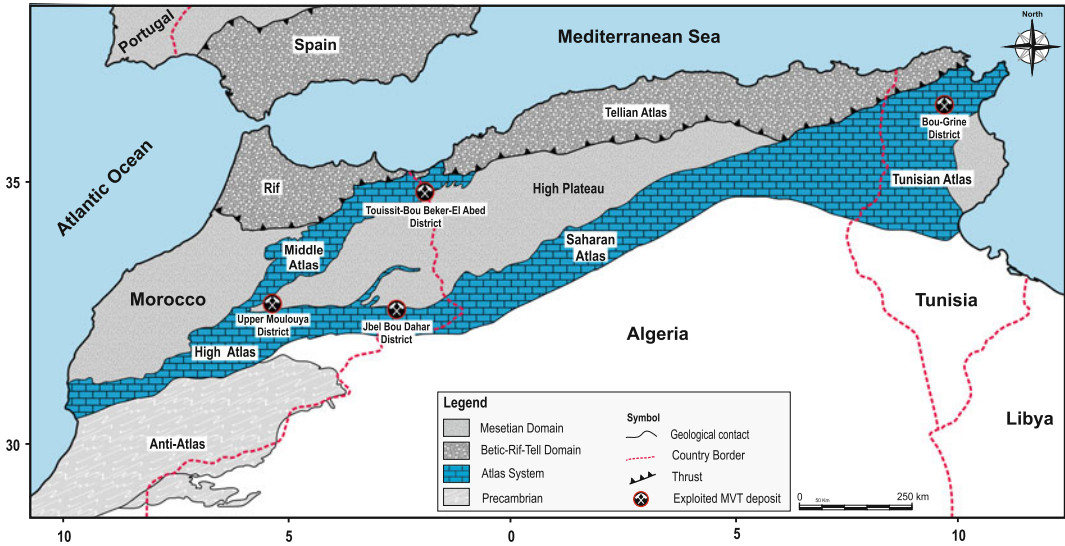 North
Portugal
Spain
Mediterranean Sea
Atlantic Ocean
Tellian Atlas
Bou-Grine
District
35
Rif
High Plateau
Tunisian Atlas
Touissit-Bou Beker-El Abed
District
Middle
Atlas
Saharan
Atlas
Morocco
Upper Moulouya
District
Jbel Bou Dahar
District
Tunisia
Algeria
High Atlas
Libya
Anti-Atlas
30
Legend
Mesetian Domain
Betic-Rif-Tell Domain
Atlas System
Precambrian
Symbol
Geological contact
Country Border
Thrust
Exploited MVT deposit
0
50 Km
250 km
10
5
0
5
10